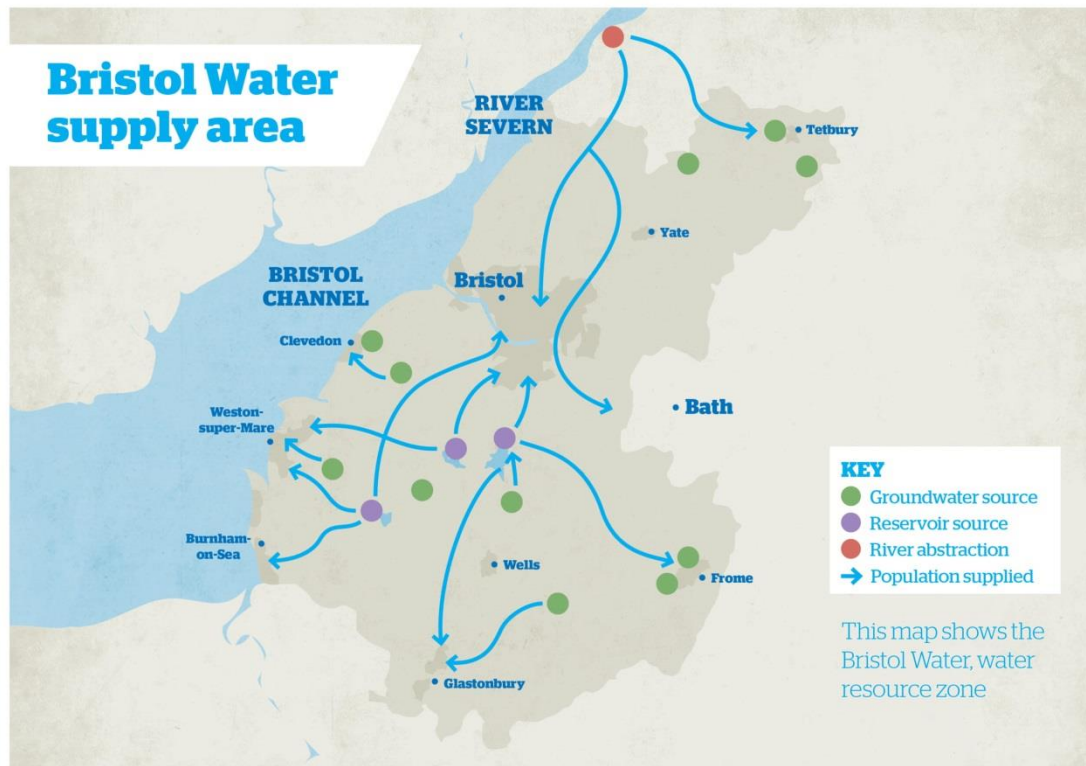 Bristol Water
supply area
RIVER
SEVERN
Tetbury
Yate
BRISTOL
CHANNEL
Bristol
Clevedon
Weston-
super-Mare
Bath
Burnham-
on-Sea
Wells
Frome
Glastonbury
KEY
Groundwater source
Reservoir source
River abstraction
Population supplied
This map shows the
Bristol Water, water
resource zone